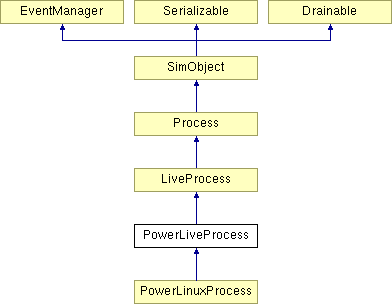 EventManager
Serializable
Drainable
SimObject
Process
LiveProcess
PowerLiveProcess
PowerLinuxProcess